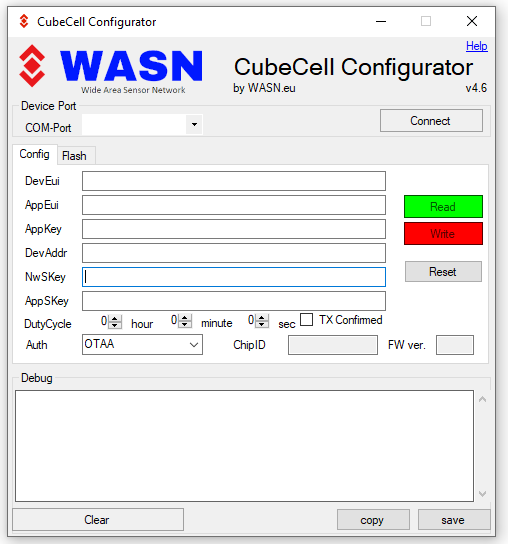 CubeCell Configurator
Help
WASN
Wide Area Sensor Network
CubeCell Configurator
by WASN.eu
v4.6
Device Port
COM-Port
Connect
Config Flash
DevEui
AppEui
Read
AppKey
Write
DevAddr
NwSKey
Reset
AppSKey
DutyCycle 0 hour 0 minute 0 sec TX Confirmed
Auth OTAA ChipID FW ver.
Debug
Clear copy save